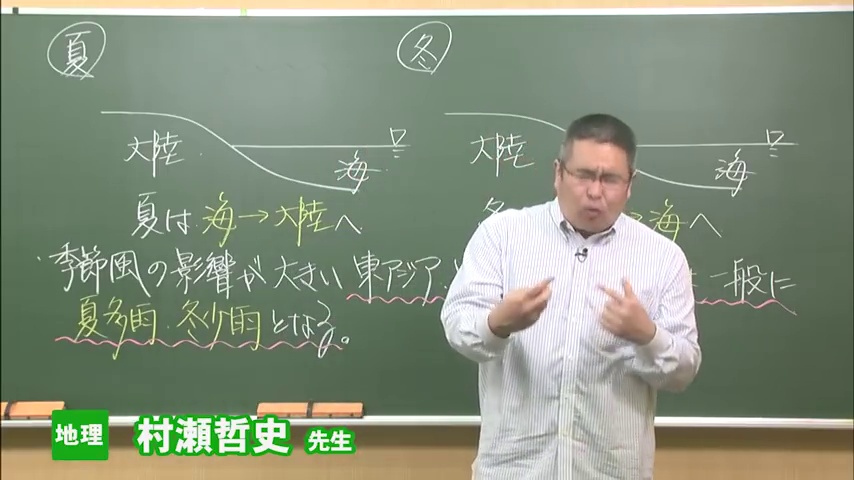 夏
冬
大陸 海
大陸 海
夏は 海→大陸へ
→海へ
・季節風の影響が大きい 東アジア 一般に
夏多雨・冬少雨となる。
地理 村瀬哲史 先生